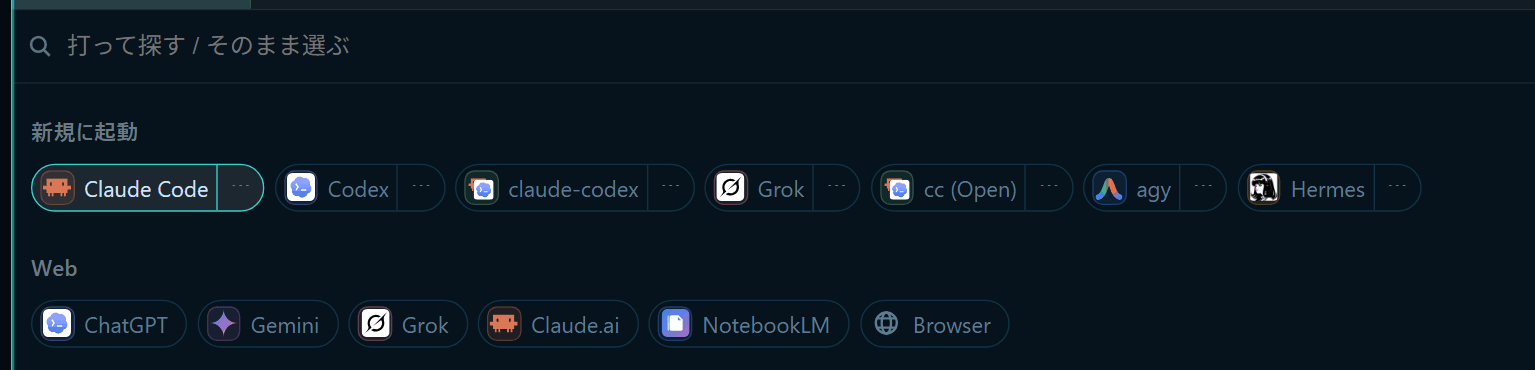 打って探す / そのまま選ぶ
新規に起動
Claude Code ... Codex ... claude-codex ... Grok ... cc (Open) ... agy ... Hermes ...
Web
ChatGPT Gemini Grok Claude.ai NotebookLM Browser